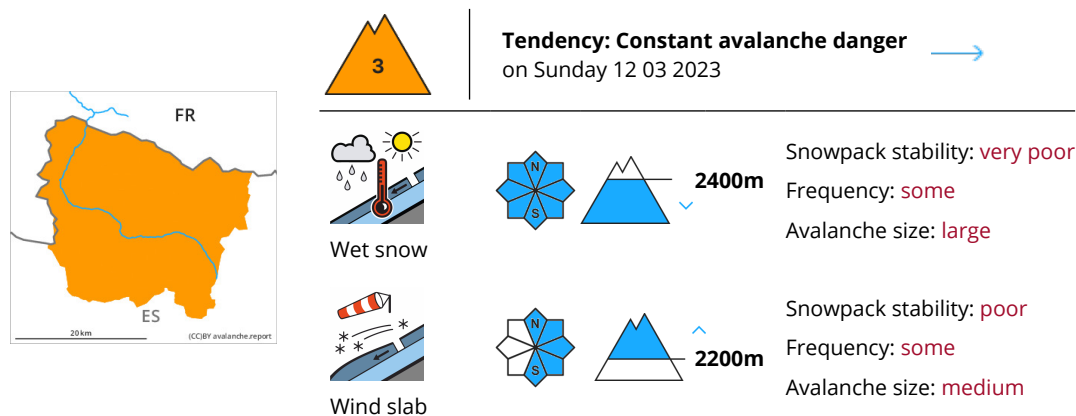 3
Tendency: Constant avalanche danger
on Sunday 12 03 2023
FR
ES
20 km
(CC)BY avalanche.report
Wet snow
N
S
2400m
Snowpack stability: very poor
Frequency: some
Avalanche size: large
Wind slab
N
S
2200m
Snowpack stability: poor
Frequency: some
Avalanche size: medium